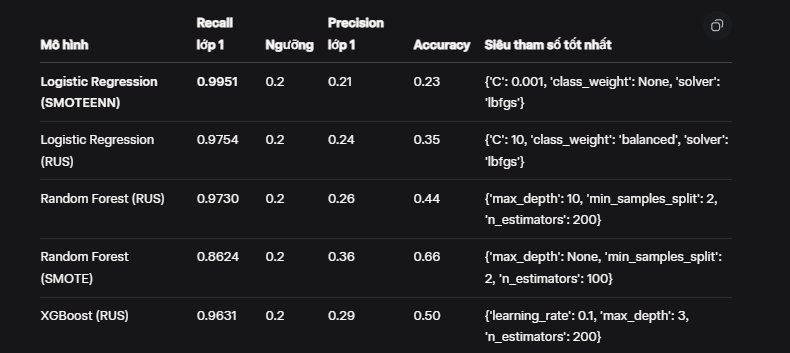 Recall Precision
Mô hình lớp 1 Ngưỡng lớp 1 Accuracy Siêu tham số tốt nhất
Logistic Regression 0.9951 0.2 0.21 0.23 {'C': 0.001, 'class_weight': None, 'solver':
(SMOTEENN) 'lbfgs'}
Logistic Regression 0.9754 0.2 0.24 0.35 {'C': 10, 'class_weight': 'balanced', 'solver':
(RUS) 'lbfgs'}
Random Forest (RUS) 0.9730 0.2 0.26 0.44 {'max_depth': 10, 'min_samples_split': 2,
'n_estimators': 200}
Random Forest 0.8624 0.2 0.36 0.66 {'max_depth': None, 'min_samples_split':
(SMOTE) 2, 'n_estimators': 100}
XGBoost (RUS) 0.9631 0.2 0.29 0.50 {'learning_rate': 0.1, 'max_depth': 3,
'n_estimators': 200}